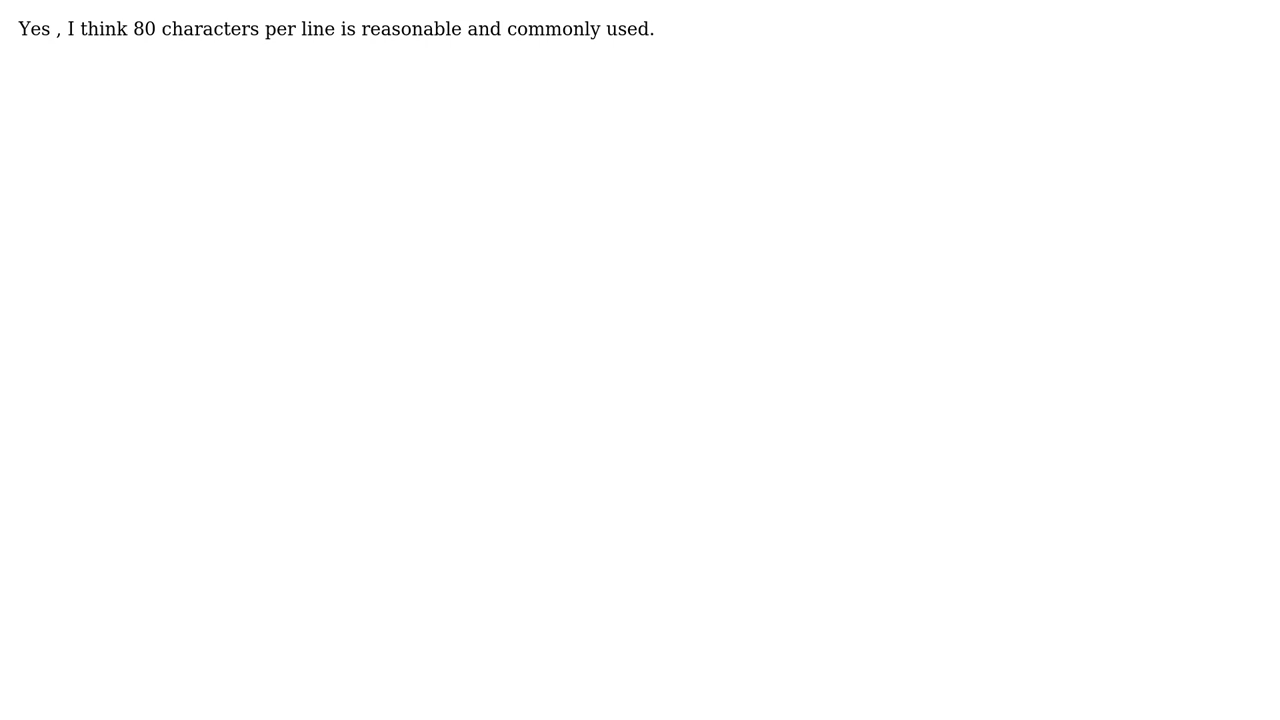 Yes , I think 80 characters per line is reasonable and commonly used.